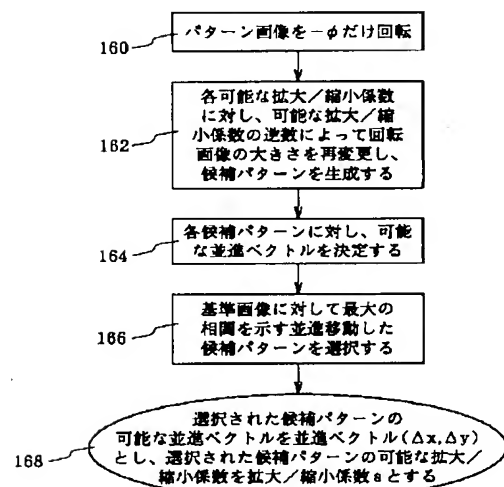 160
パターン画像を－φだけ回転
162
各可能な拡大／縮小係数
に対し、可能な拡大／縮
小係数の逆数によって回転
画像の大きさを再変更し、
候補パターンを生成する
164
各候補パターンに対し、可能
な並進ベクトルを決定する
166
基準画像に対して最大の
相関を示す並進移動した
候補パターンを選択する
168
選択された候補パターンの
可能な並進ベクトルを並進ベクトル(Δx,Δy)
とし、選択された候補パターンの可能な拡大／
縮小係数を拡大／縮小係数sとする